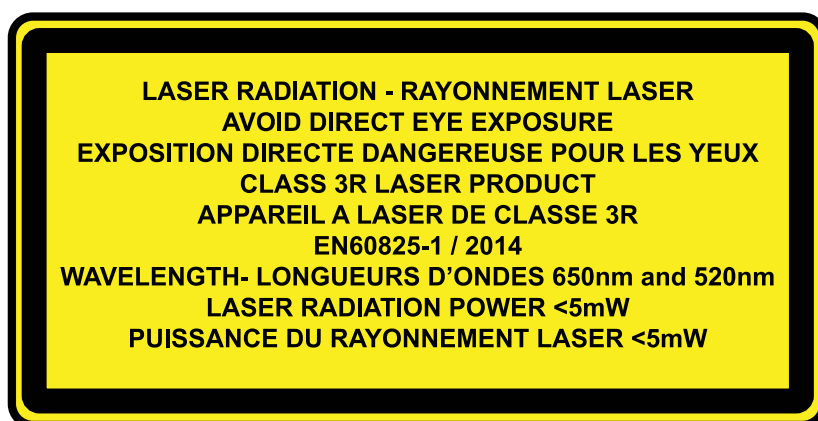 LASER RADIATION - RAYONNEMENT LASER
AVOID DIRECT EYE EXPOSURE
EXPOSITION DIRECTE DANGEREUSE POUR LES YEUX
CLASS 3R LASER PRODUCT
APPAREIL A LASER DE CLASSE 3R
EN60825-1 / 2014
WAVELENGTH- LONGUEURS D'ONDES 650nm and 520nm
LASER RADIATION POWER <5mW
PUISSANCE DU RAYONNEMENT LASER <5mW